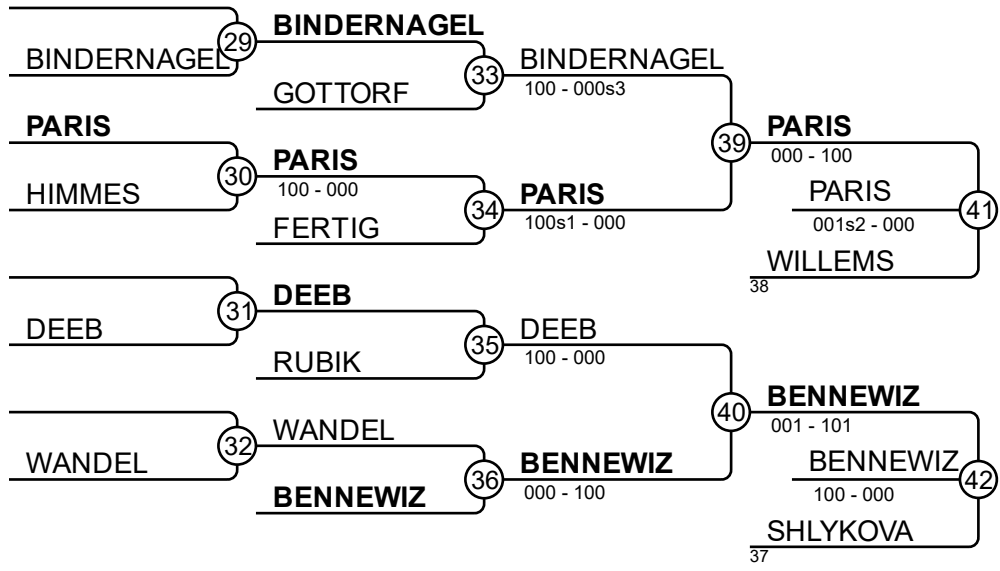 29
BINDERNAGEL
BINDERNAGEL
GOTTORF
33
BINDERNAGEL
100 - 000s3
PARIS
HIMMES
30
PARIS
100 - 000
FERTIG
34
PARIS
100s1 - 000
39
PARIS
000 - 100
PARIS
001s2 - 000
41
WILLEMS
38
DEEB
31
DEEB
RUBIK
35
DEEB
100 - 000
WANDEL
32
WANDEL
BENNEWIZ
36
BENNEWIZ
000 - 100
40
BENNEWIZ
001 - 101
BENNEWIZ
100 - 000
42
SHLYKOVA
37